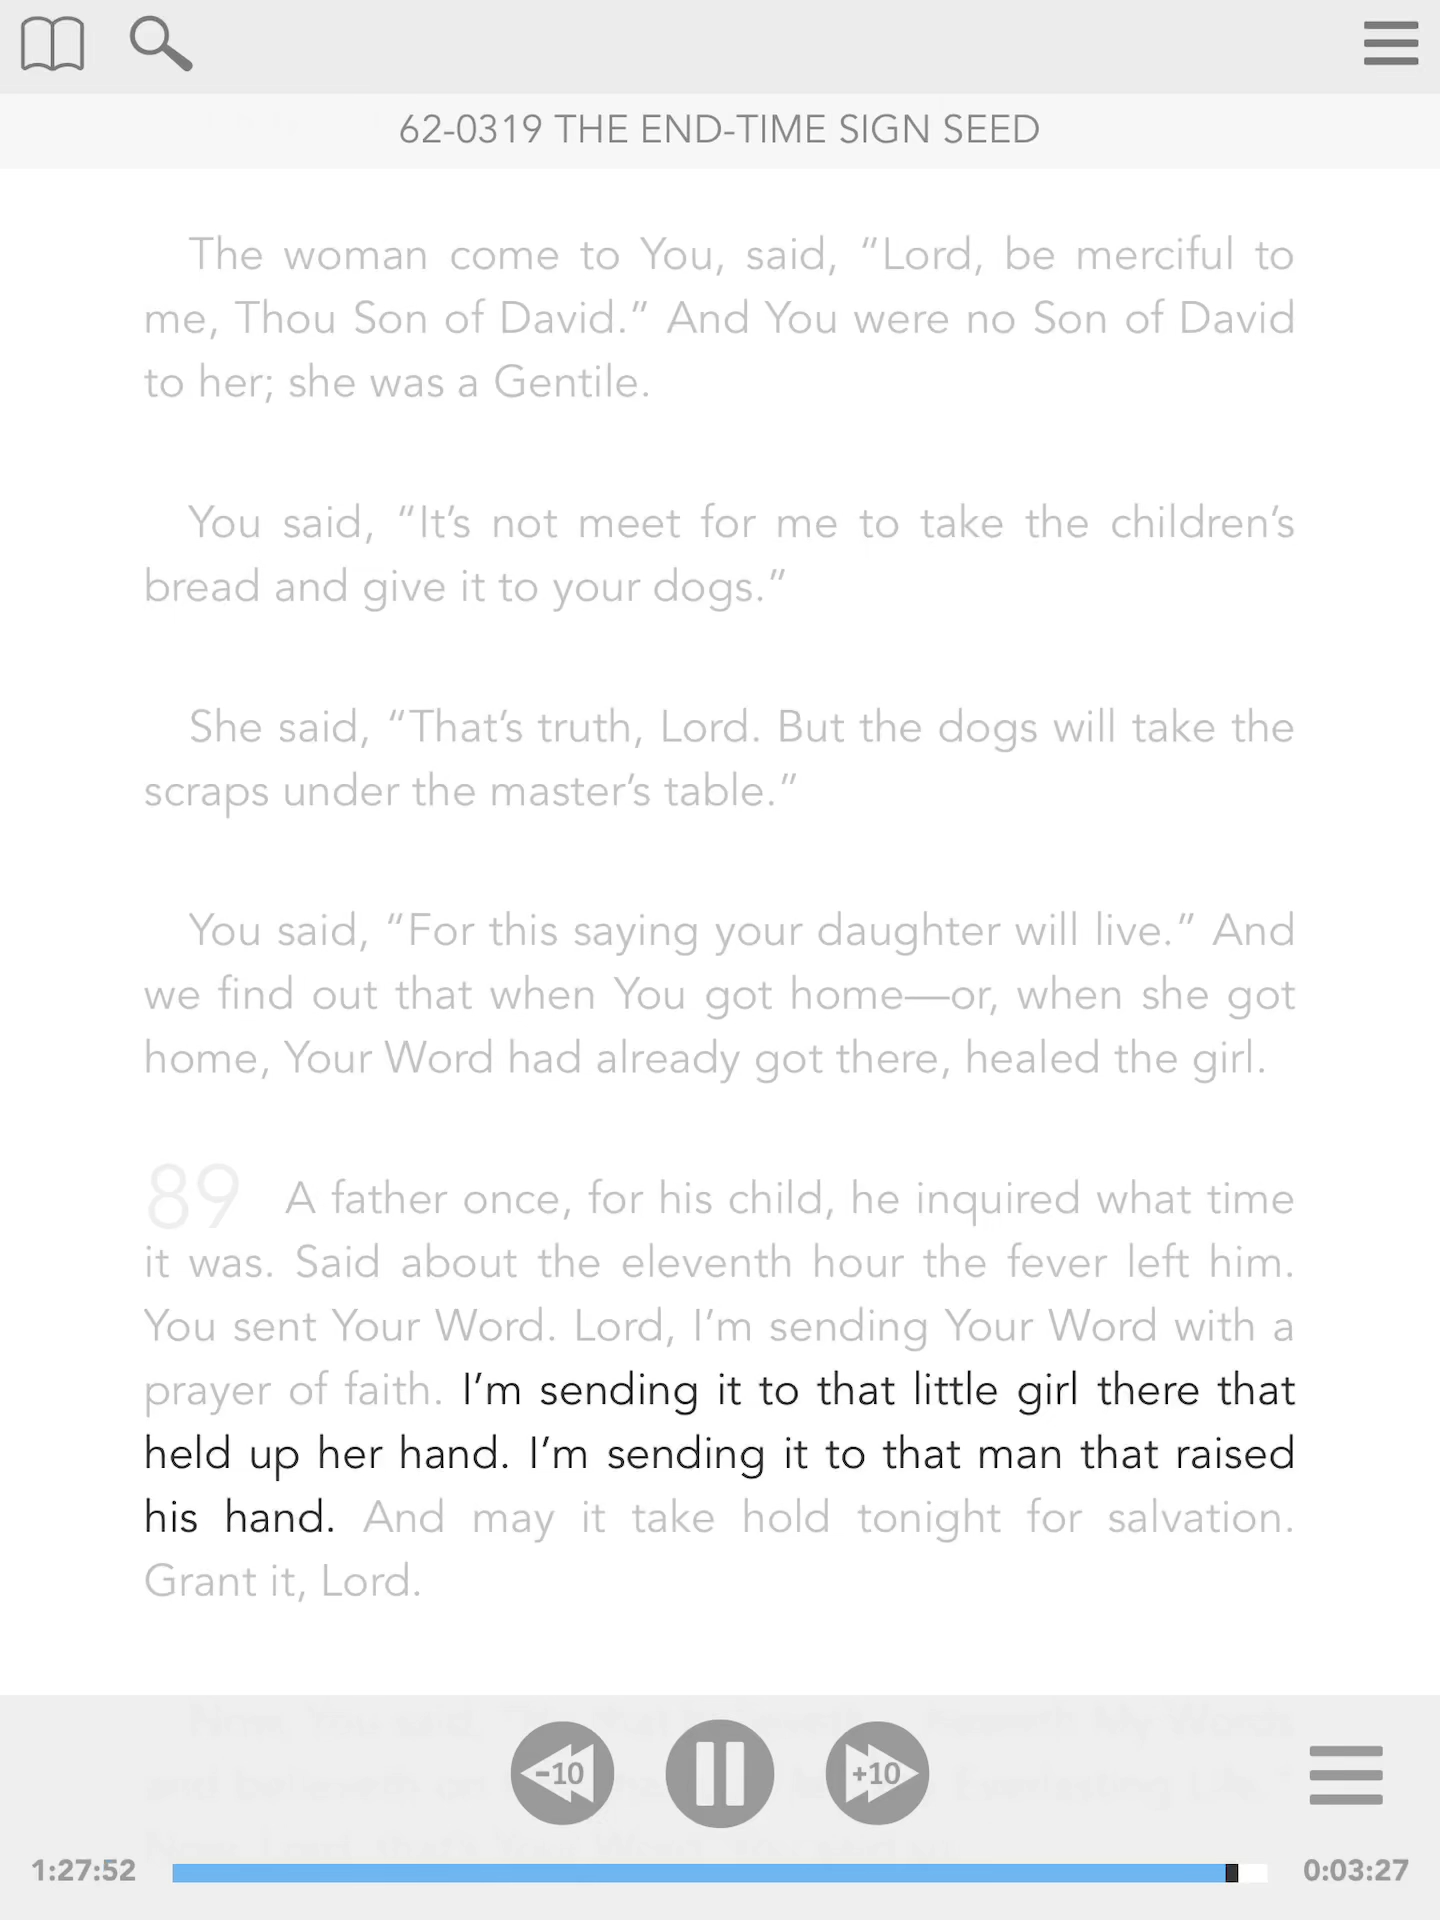 62-0319 THE END-TIME SIGN SEED
The woman come to You, said, “Lord, be merciful to
me, Thou Son of David.” And You were no Son of David
to her; she was a Gentile.
You said, “It’s not meet for me to take the children’s
bread and give it to your dogs.”
She said, “That’s truth, Lord. But the dogs will take the
scraps under the master’s table.”
You said, “For this saying your daughter will live.” And
we find out that when You got home—or, when she got
home, Your Word had already got there, healed the girl.
89 A father once, for his child, he inquired what time
it was. Said about the eleventh hour the fever left him.
You sent Your Word. Lord, I’m sending Your Word with a
prayer of faith. I’m sending it to that little girl there that
held up her hand. I’m sending it to that man that raised
his hand. And may it take hold tonight for salvation.
Grant it, Lord.
-10 +10
1:27:52 0:03:27